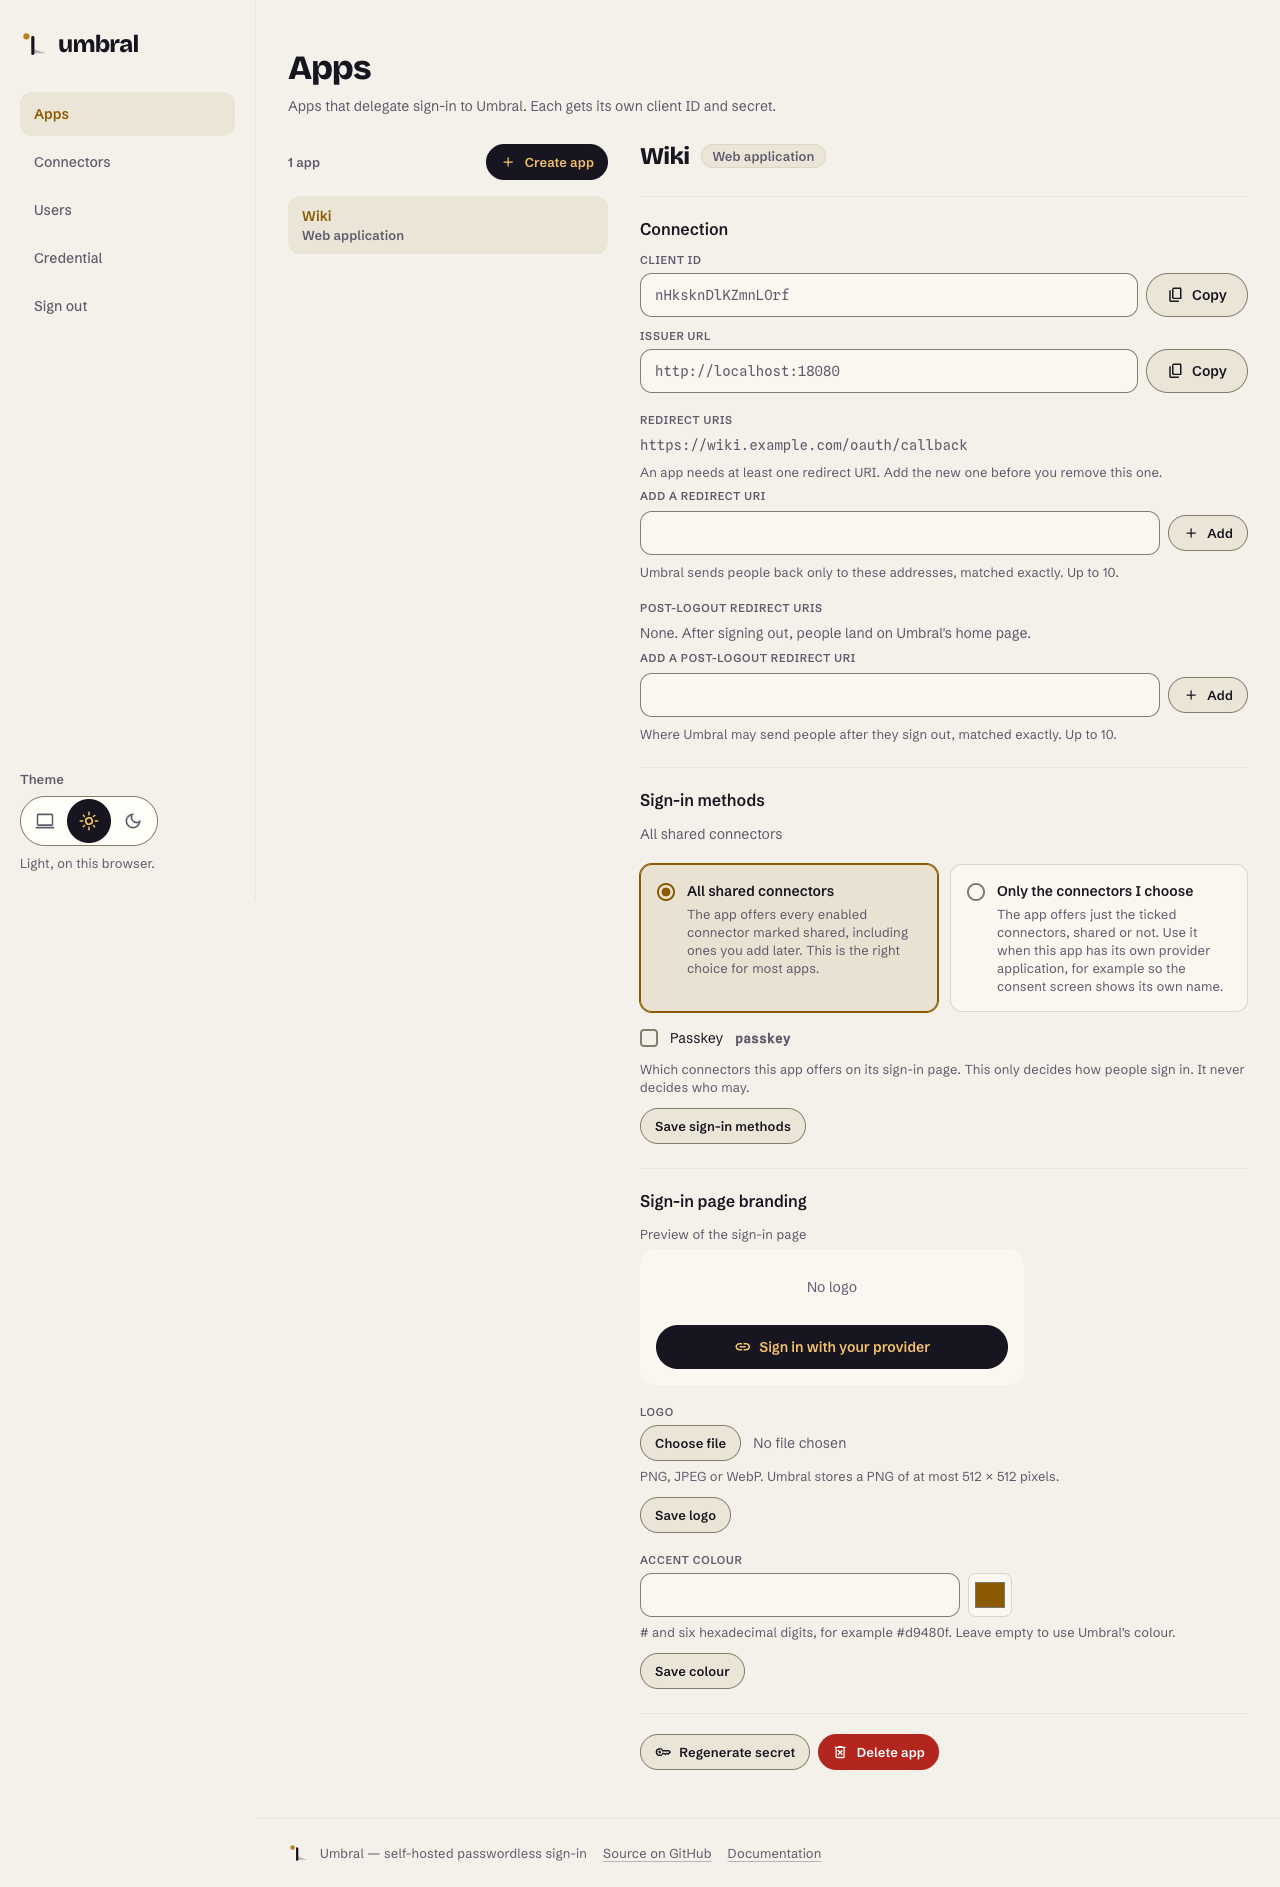 umbral
Apps
Connectors
Users
Credential
Sign out
Theme
Light, on this browser.
Apps
Apps that delegate sign-in to Umbral. Each gets its own client ID and secret.
1 app
Create app
Wiki
Web application
Wiki
Web application
Connection
CLIENT ID
nHksknDlKZmnLOrf
Copy
ISSUER URL
http://localhost:18080
Copy
REDIRECT URIS
https://wiki.example.com/oauth/callback
An app needs at least one redirect URI. Add the new one before you remove this one.
ADD A REDIRECT URI
Add
Umbral sends people back only to these addresses, matched exactly. Up to 10.
POST-LOGOUT REDIRECT URIS
None. After signing out, people land on Umbral's home page.
ADD A POST-LOGOUT REDIRECT URI
Add
Where Umbral may send people after they sign out, matched exactly. Up to 10.
Sign-in methods
All shared connectors
All shared connectors
The app offers every enabled
connector marked shared, including
ones you add later. This is the right
choice for most apps.
Only the connectors I choose
The app offers just the ticked
connectors, shared or not. Use it
when this app has its own provider
application, for example so the
consent screen shows its own name.
Passkey passkey
Which connectors this app offers on its sign-in page. This only decides how people sign in. It never
decides who may.
Save sign-in methods
Sign-in page branding
Preview of the sign-in page
No logo
Sign in with your provider
LOGO
Choose file
No file chosen
PNG, JPEG or WebP. Umbral stores a PNG of at most 512 × 512 pixels.
Save logo
ACCENT COLOUR
# and six hexadecimal digits, for example #d9480f. Leave empty to use Umbral's colour.
Save colour
Regenerate secret
Delete app
Umbral — self-hosted passwordless sign-in
Source on GitHub
Documentation